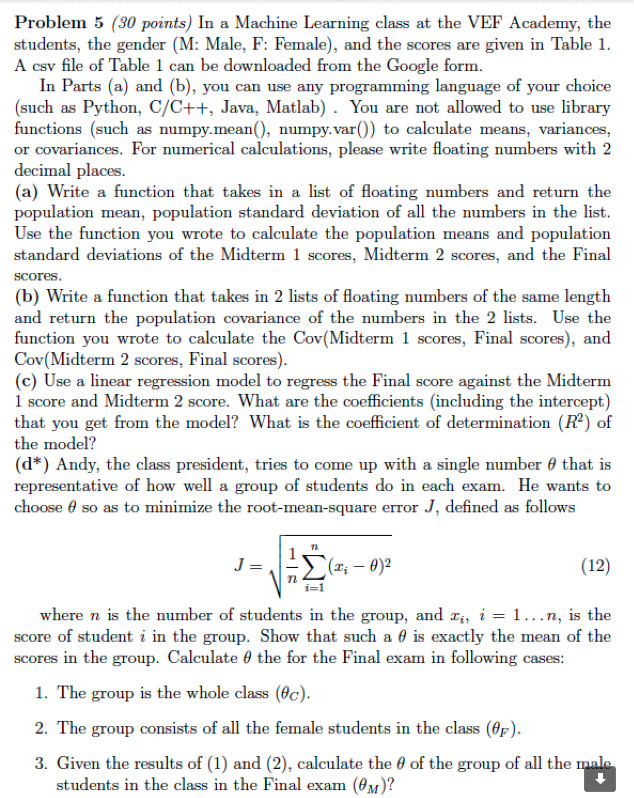 Problem 5 (30 points) In a Machine Learning class at the VEF Academy, the
students, the gender (M: Male, F: Female), and the scores are given in Table 1.
A csv file of Table 1 can be downloaded from the Google form.
In Parts (a) and (b), you can use any programming language of your choice
(such as Python, C/C++, Java, Matlab) . You are not allowed to use library
functions (such as numpy.mean(), numpy.var()) to calculate means, variances,
or covariances. For numerical calculations, please write floating numbers with 2
decimal places.
(a) Write a function that takes in a list of floating numbers and return the
population mean, population standard deviation of all the numbers in the list.
Use the function you wrote to calculate the population means and population
standard deviations of the Midterm 1 scores, Midterm 2 scores, and the Final
scores.
(b) Write a function that takes in 2 lists of floating numbers of the same length
and return the population covariance of the numbers in the 2 lists. Use the
function you wrote to calculate the Cov(Midterm 1 scores, Final scores), and
Cov(Midterm 2 scores, Final scores).
(c) Use a linear regression model to regress the Final score against the Midterm
1 score and Midterm 2 score. What are the coefficients (including the intercept)
that you get from the model? What is the coefficient of determination (R²) of
the model?
(d*) Andy, the class president, tries to come up with a single number θ that is
representative of how well a group of students do in each exam. He wants to
choose θ so as to minimize the root-mean-square error J, defined as follows
J = √(1/n ∑ⁿᵢ₌₁ (xᵢ − θ)²) (12)
where n is the number of students in the group, and xᵢ, i = 1...n, is the
score of student i in the group. Show that such a θ is exactly the mean of the
scores in the group. Calculate θ the for the Final exam in following cases:
1. The group is the whole class (θ_C).
2. The group consists of all the female students in the class (θ_F).
3. Given the results of (1) and (2), calculate the θ of the group of all the male
students in the class in the Final exam (θ_M)?